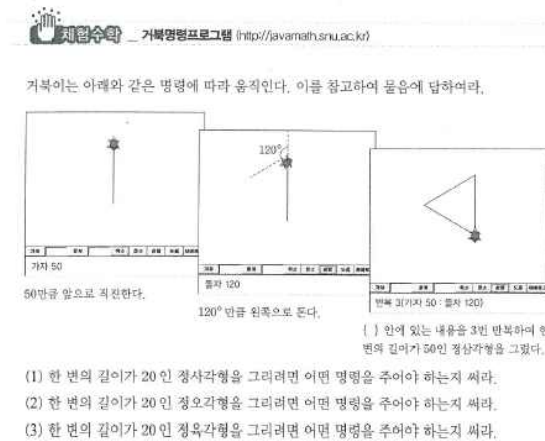 체험수학 _ 거북명령프로그램 (http://javamath.snu.ac.kr)
거북이는 아래와 같은 명령에 따라 움직인다. 이를 참고하여 물음에 답하여라.
120°
가자 50
돌자 120
반복 3{가자 50 : 돌자 120}
50만큼 앞으로 직진한다.
120° 만큼 왼쪽으로 돈다.
{ } 안에 있는 내용을 3번 반복하여 한
변의 길이가 50인 정삼각형을 그렸다.
(1) 한 변의 길이가 20인 정사각형을 그리려면 어떤 명령을 주어야 하는지 써라.
(2) 한 변의 길이가 20인 정오각형을 그리려면 어떤 명령을 주어야 하는지 써라.
(3) 한 변의 길이가 20인 정육각형을 그리려면 어떤 명령을 주어야 하는지 써라.